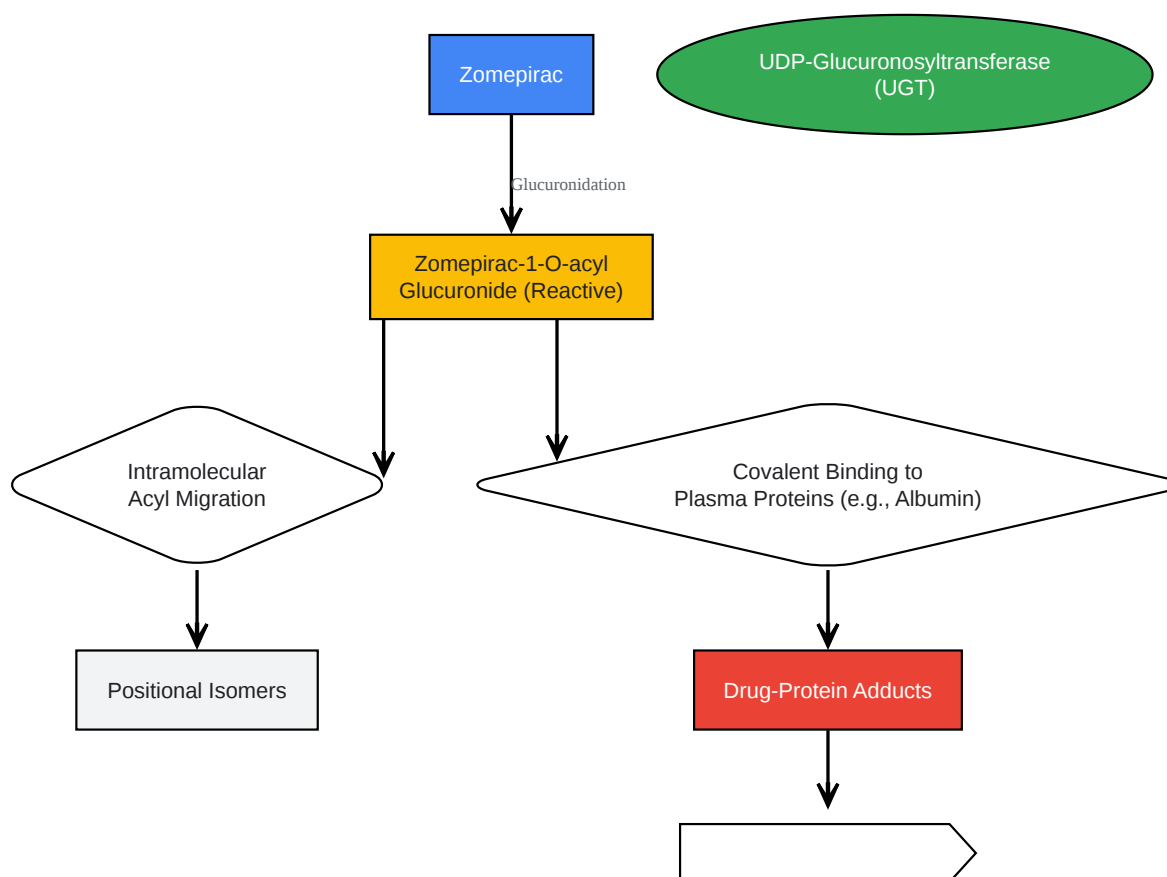 Zomepirac
UDP-Glucuronosyltransferase
(UGT)
Glucuronidation
Zomepirac-1-O-acyl
Glucuronide (Reactive)
Intramolecular
Acyl Migration
Covalent Binding to
Plasma Proteins (e.g., Albumin)
Positional Isomers
Drug-Protein Adducts